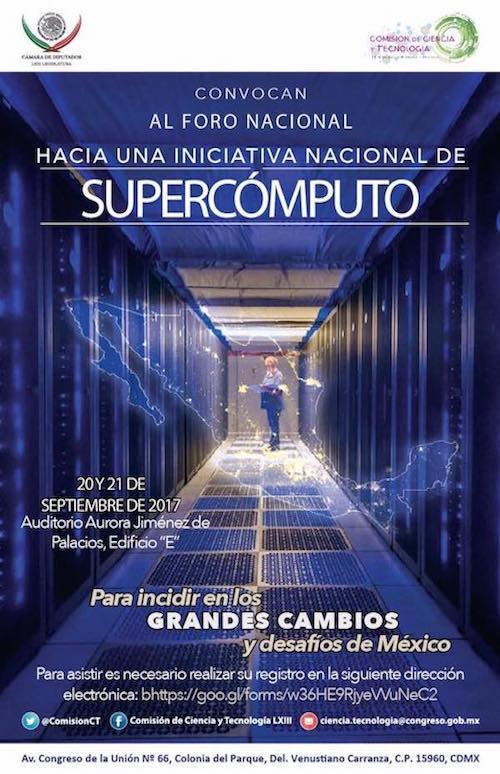 CÁMARA DE DIPUTADOS
LXIII LEGISLATURA
COMISIÓN DE CIENCIA
Y TECNOLOGÍA
CONVOCAN
AL FORO NACIONAL
HACIA UNA INICIATIVA NACIONAL DE
SUPERCÓMPUTO
20 Y 21 DE
SEPTIEMBRE DE 2017
Auditorio Aurora Jiménez de
Palacios, Edificio "E"
Para incidir en los
GRANDES CAMBIOS
y desafíos de México
Para asistir es necesario realizar su registro en la siguiente dirección
electrónica: bhttps://goo.gl/forms/w36HE9RjyeVVuNeC2
@ComisionCT
Comisión de Ciencia y Tecnología LXIII
ciencia.tecnologia@congreso.gob.mx
Av. Congreso de la Unión Nº 66, Colonia del Parque, Del. Venustiano Carranza, C.P. 15960, CDMX